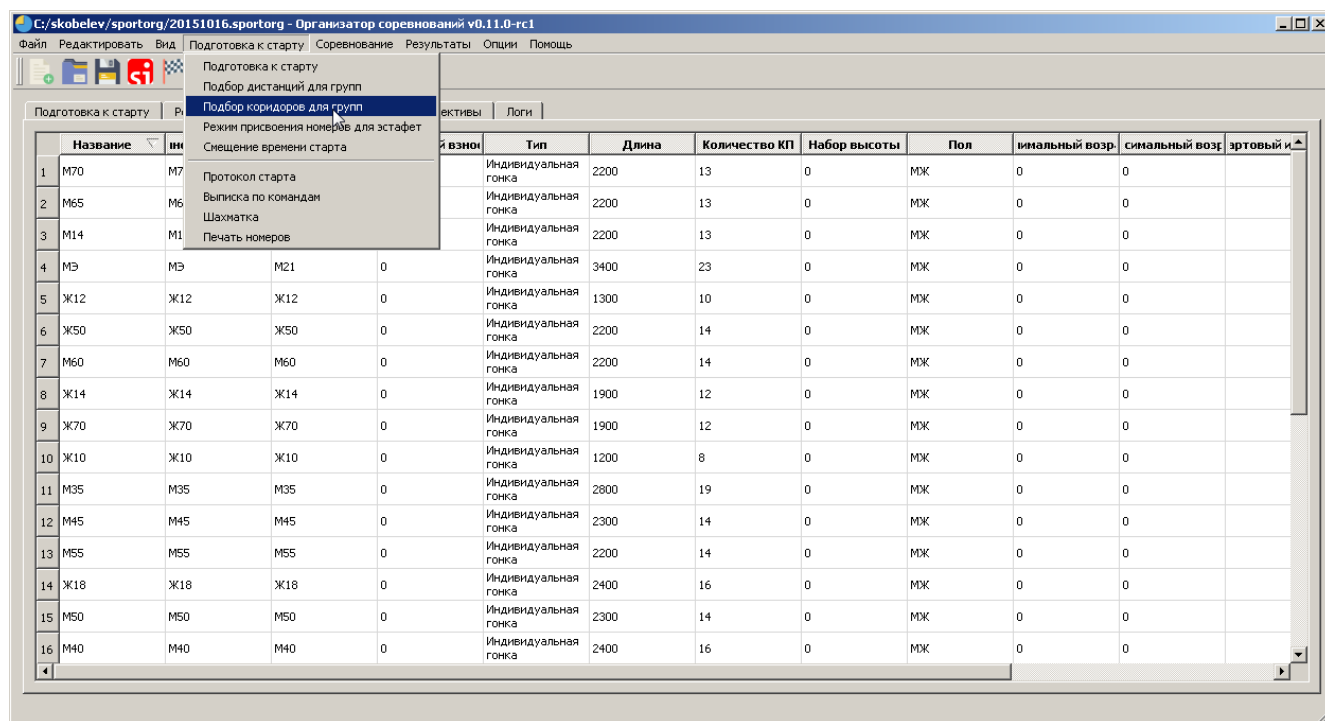 C:/skobelev/sportorg/20151016.sportorg - Организатор соревнований v0.11.0-rc1
Файл Редактировать Вид Подготовка к старту Соревнование Результаты Опции Помощь
Подготовка к старту
Подбор дистанций для групп
Подбор коридоров для групп
Режим присвоения номеров для эстафет
Смещение времени старта
Протокол старта
Выписка по командам
Шахматка
Печать номеров
Подготовка к старту Логи
Название Тип Длина Количество КП Набор высоты Пол
1 М70 Индивидуальная гонка 2200 13 0 МЖ 0 0
2 М65 Индивидуальная гонка 2200 13 0 МЖ 0 0
3 М14 Индивидуальная гонка 2200 13 0 МЖ 0 0
4 МЭ МЭ М21 0 Индивидуальная гонка 3400 23 0 МЖ 0 0
5 Ж12 Ж12 Ж12 0 Индивидуальная гонка 1300 10 0 МЖ 0 0
6 Ж50 Ж50 Ж50 0 Индивидуальная гонка 2200 14 0 МЖ 0 0
7 М60 М60 М60 0 Индивидуальная гонка 2200 14 0 МЖ 0 0
8 Ж14 Ж14 Ж14 0 Индивидуальная гонка 1900 12 0 МЖ 0 0
9 Ж70 Ж70 Ж70 0 Индивидуальная гонка 1900 12 0 МЖ 0 0
10 Ж10 Ж10 Ж10 0 Индивидуальная гонка 1200 8 0 МЖ 0 0
11 М35 М35 М35 0 Индивидуальная гонка 2800 19 0 МЖ 0 0
12 М45 М45 М45 0 Индивидуальная гонка 2300 14 0 МЖ 0 0
13 М55 М55 М55 0 Индивидуальная гонка 2200 14 0 МЖ 0 0
14 Ж18 Ж18 Ж18 0 Индивидуальная гонка 2400 16 0 МЖ 0 0
15 М50 М50 М50 0 Индивидуальная гонка 2300 14 0 МЖ 0 0
16 М40 М40 М40 0 Индивидуальная гонка 2400 16 0 МЖ 0 0